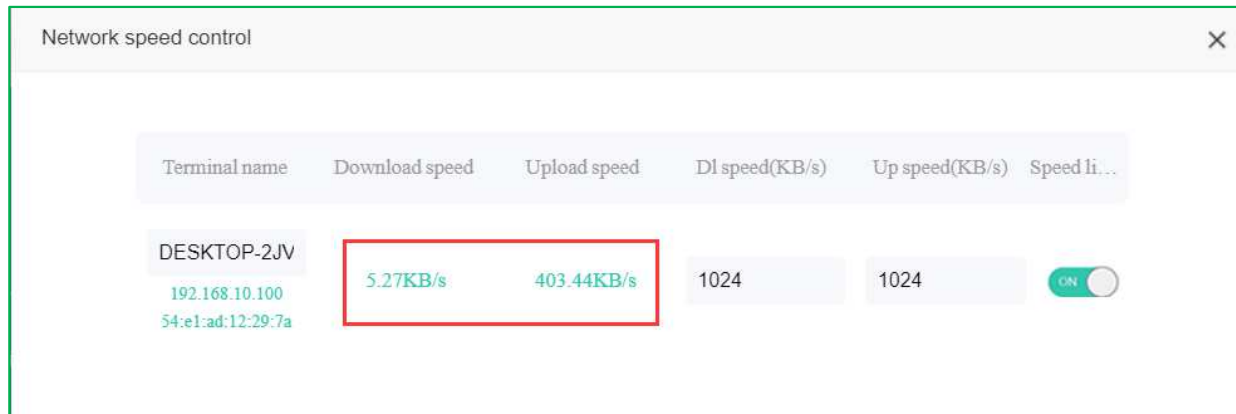 Network speed control
Terminal name Download speed Upload speed Dl speed(KB/s) Up speed(KB/s) Speed li...
DESKTOP-2JV 5.27KB/s 403.44KB/s 1024 1024 ON
192.168.10.100
54:e1:ad:12:29:7a